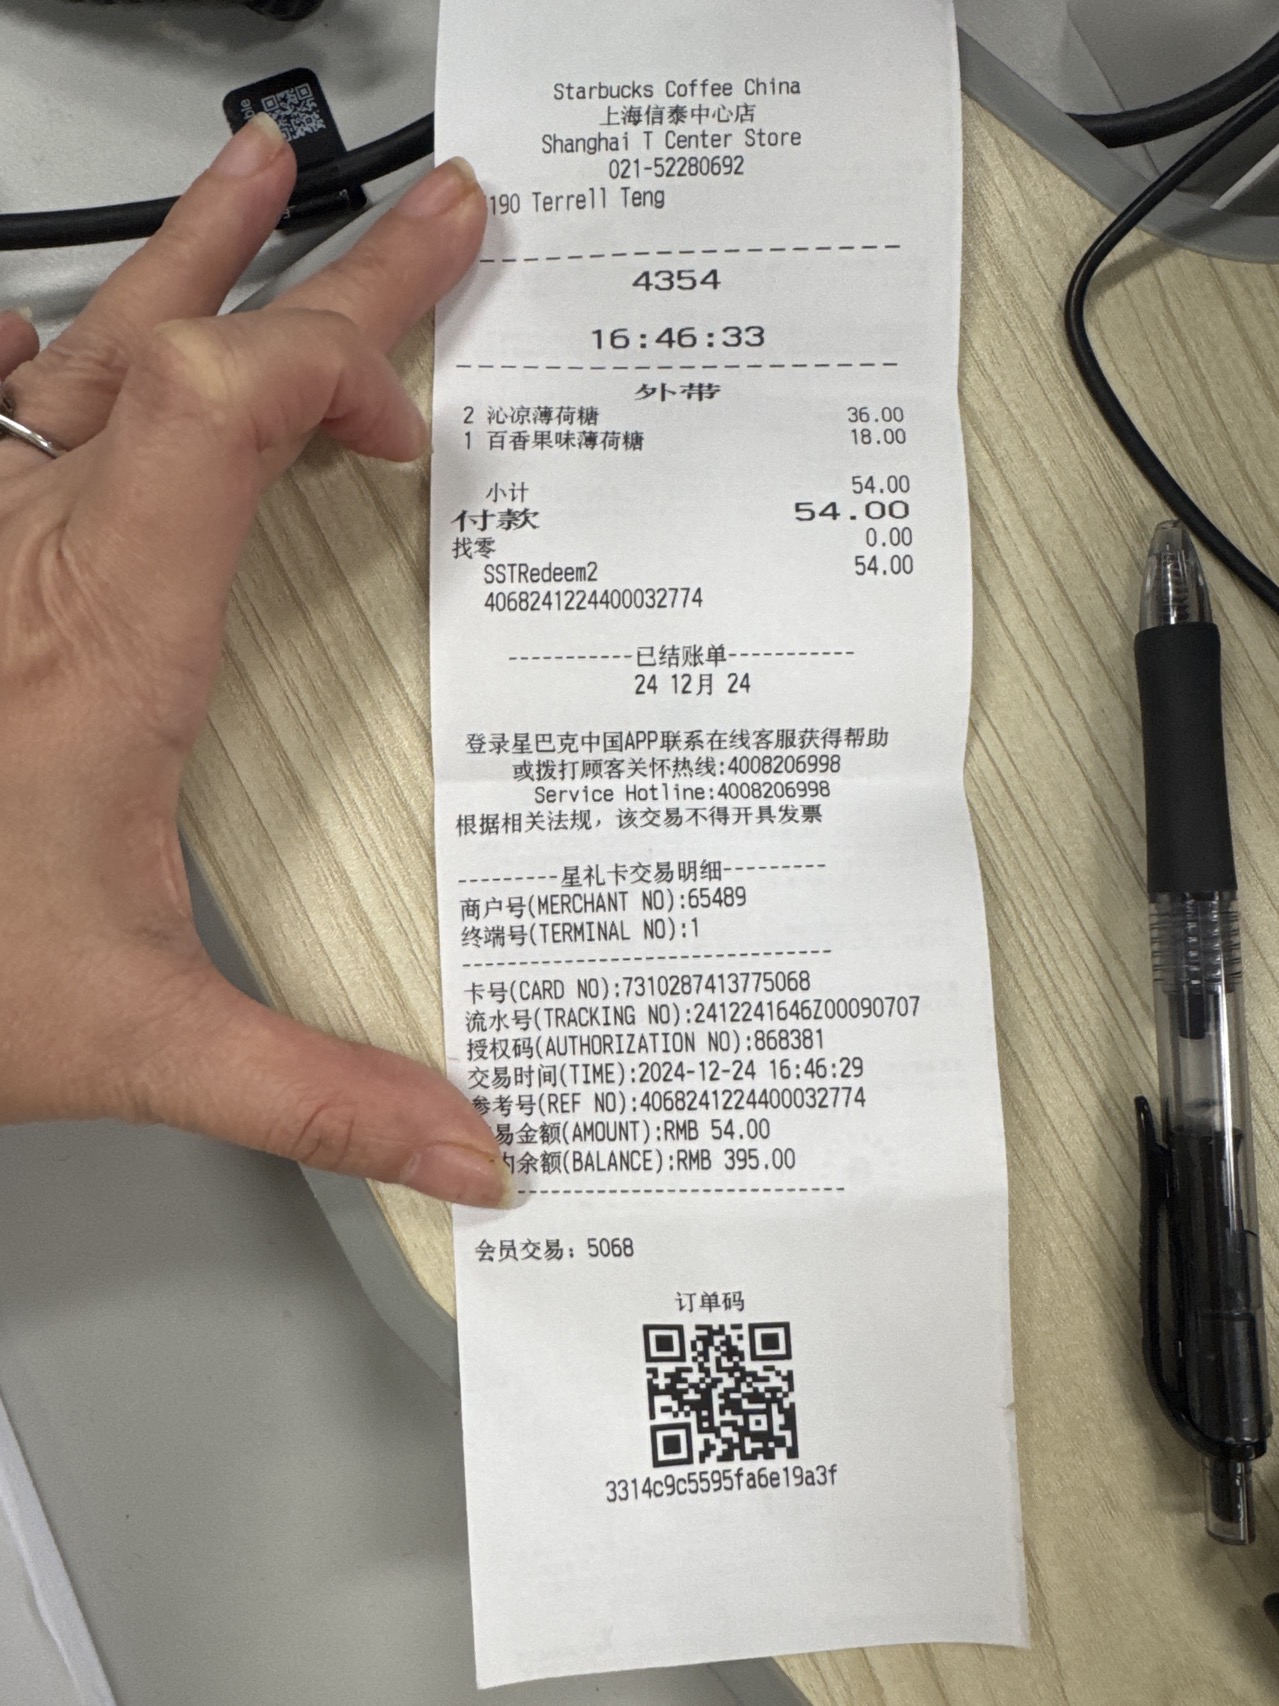 Starbucks Coffee China
上海信泰中心店
Shanghai T Center Store
021-52280692
190 Terrell Teng
4354
16:46:33
外带
2 沁凉薄荷糖 36.00
1 百香果味薄荷糖 18.00
小计 54.00
付款 54.00
找零 0.00
SSTRedeem2 54.00
4068241224400032774
-----------已结账单-----------
24 12月 24
登录星巴克中国APP联系在线客服获得帮助
或拨打顾客关怀热线:4008206998
Service Hotline:4008206998
根据相关法规，该交易不得开具发票
---------星礼卡交易明细---------
商户号(MERCHANT NO):65489
终端号(TERMINAL NO):1
卡号(CARD NO):7310287413775068
流水号(TRACKING NO):2412241646Z00090707
授权码(AUTHORIZATION NO):868381
交易时间(TIME):2024-12-24 16:46:29
参考号(REF NO):4068241224400032774
易金额(AMOUNT):RMB 54.00
内余额(BALANCE):RMB 395.00
会员交易: 5068
订单码
3314c9c5595fa6e19a3f